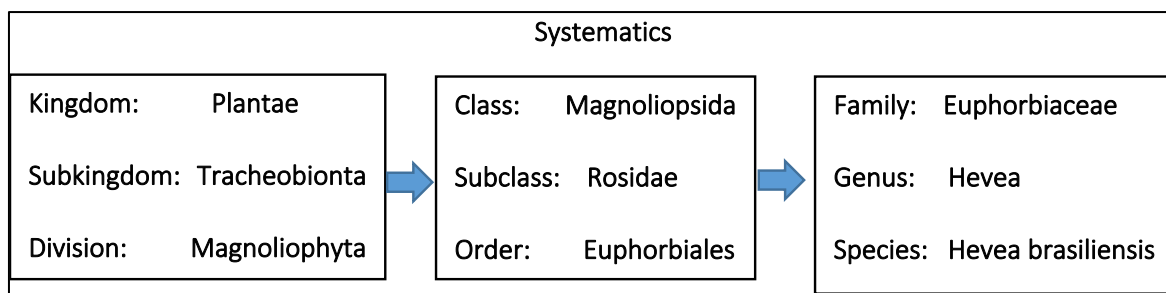 Systematics
Kingdom: Plantae
Subkingdom: Tracheobionta
Division: Magnoliophyta
Class: Magnoliopsida
Subclass: Rosidae
Order: Euphorbiales
Family: Euphorbiaceae
Genus: Hevea
Species: Hevea brasiliensis